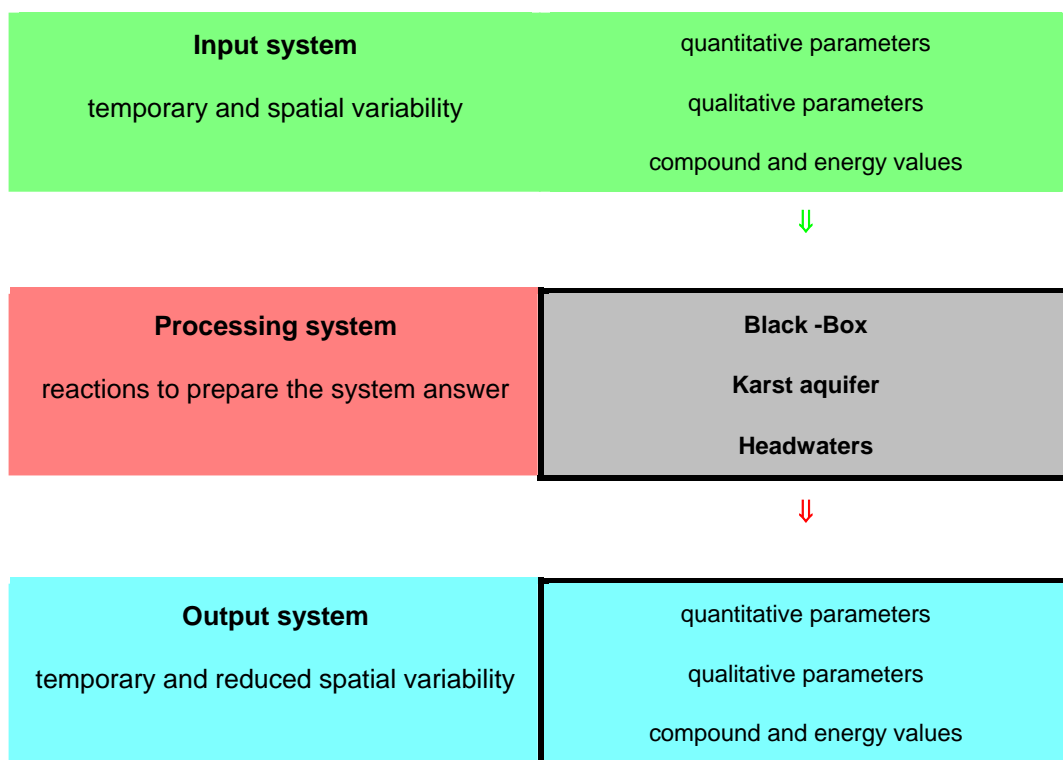 Input system
temporary and spatial variability
quantitative parameters
qualitative parameters
compound and energy values
⇓
Processing system
reactions to prepare the system answer
Black -Box
Karst aquifer
Headwaters
⇓
Output system
temporary and reduced spatial variability
quantitative parameters
qualitative parameters
compound and energy values